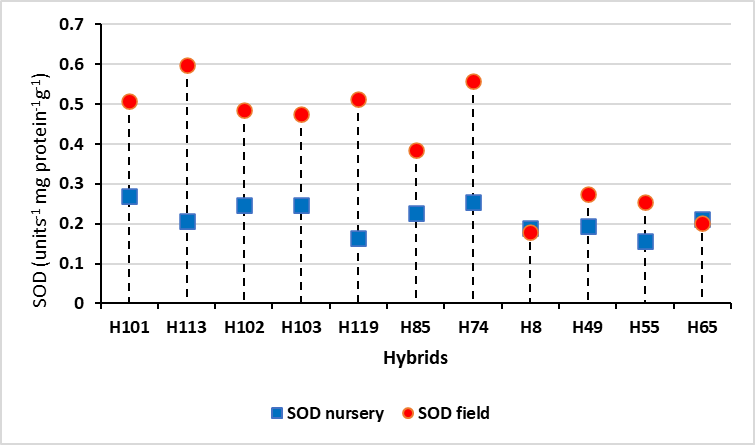 0.7
0.6
0.5
0.4
0.3
0.2
0.1
0
SOD (units⁻¹ mg protein⁻¹g⁻¹)
H101 H113 H102 H103 H119 H85 H74 H8 H49 H55 H65
Hybrids
SOD nursery SOD field